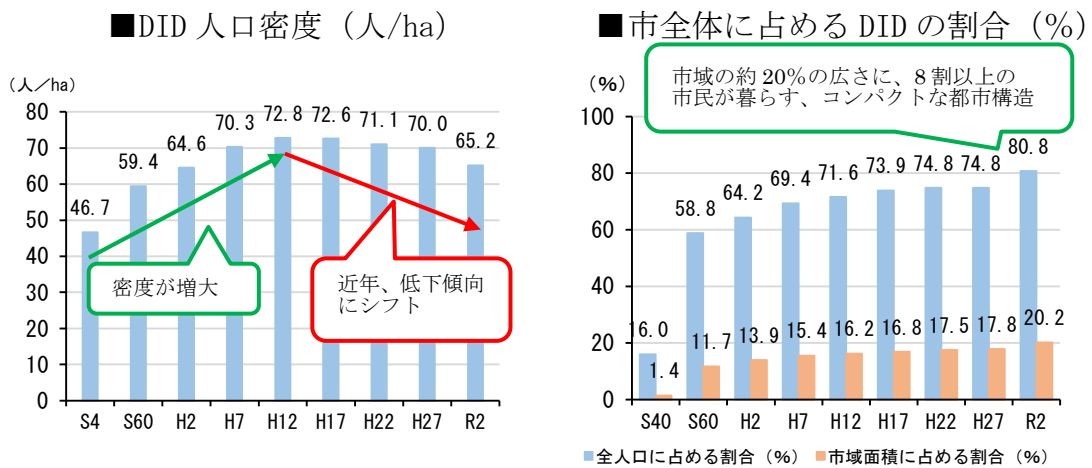 ■DID 人口密度（人/ha）
（人／ha）
80
70
60
50
40
30
20
10
0
46.7
59.4
64.6
70.3
72.8
72.6
71.1
70.0
65.2
密度が増大
近年、低下傾向
にシフト
S4
S60
H2
H7
H12
H17
H22
H27
R2
■市全体に占める DID の割合（%）
市域の約 20％の広さに、8 割以上の
市民が暮らす、コンパクトな都市構造
（%）
100
80
60
40
20
0
16.0
58.8
64.2
69.4
71.6
73.9
74.8
74.8
80.8
1.4
11.7
13.9
15.4
16.2
16.8
17.5
17.8
20.2
S40
S60
H2
H7
H12
H17
H22
H27
R2
■全人口に占める割合（%） ■市域面積に占める割合（%）